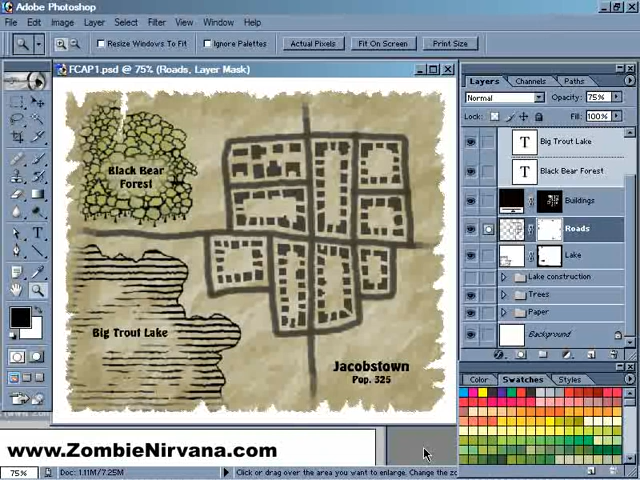 Adobe Photoshop
File Edit Image Layer Select Filter View Window Help
Resize Windows To Fit Ignore Palettes Actual Pixels Fit On Screen Print Size
FCAP1.psd @ 75% (Roads, Layer Mask)
Black Bear
Forest
Big Trout Lake
Jacobstown
Pop. 325
Layers Channels Paths
Normal Opacity: 75%
Lock: Fill: 100%
T Big Trout Lake
T Black Bear Forest
Buildings
Roads
Lake
Lake construction
Trees
Paper
Background
Color Swatches Styles
www.ZombieNirvana.com
75% Doc: 1.11M/7.25M Click or drag over the area you want to enlarge. Change the zo